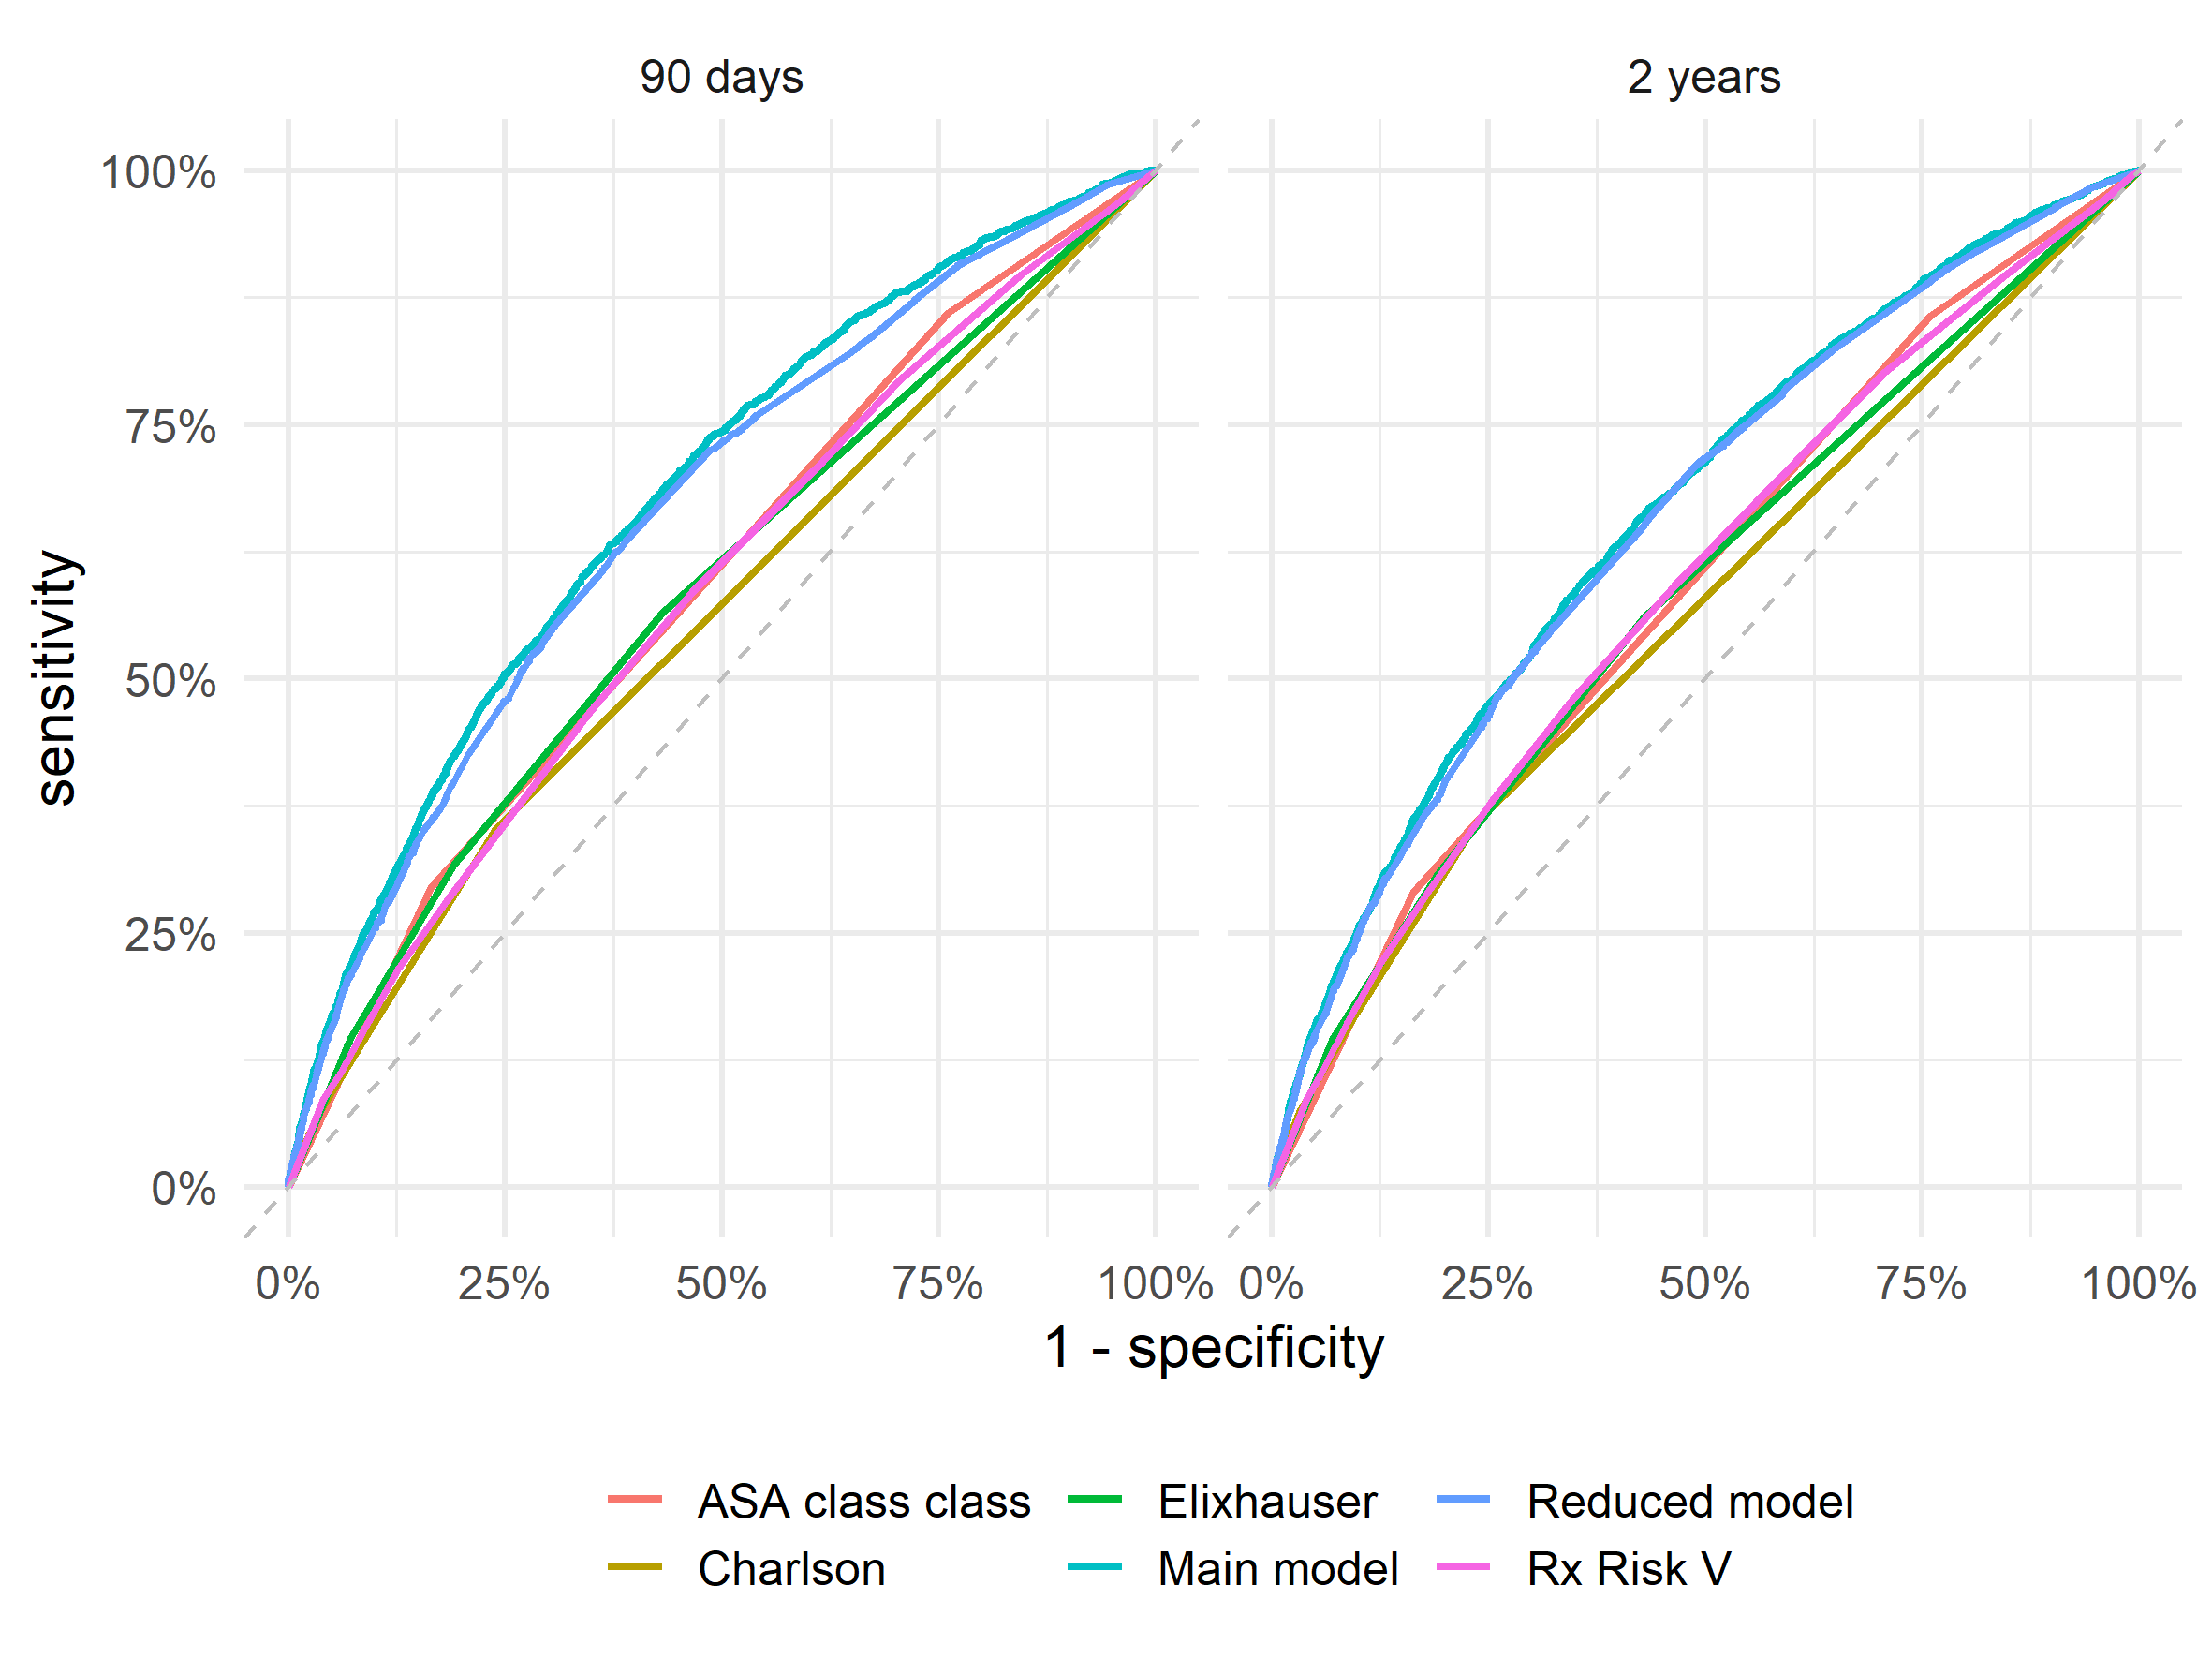 90 days
2 years
100%
75%
50%
25%
0%
sensitivity
0% 25% 50% 75% 100% 0% 25% 50% 75% 100%
1 - specificity
ASA class class Elixhauser Reduced model
Charlson Main model Rx Risk V